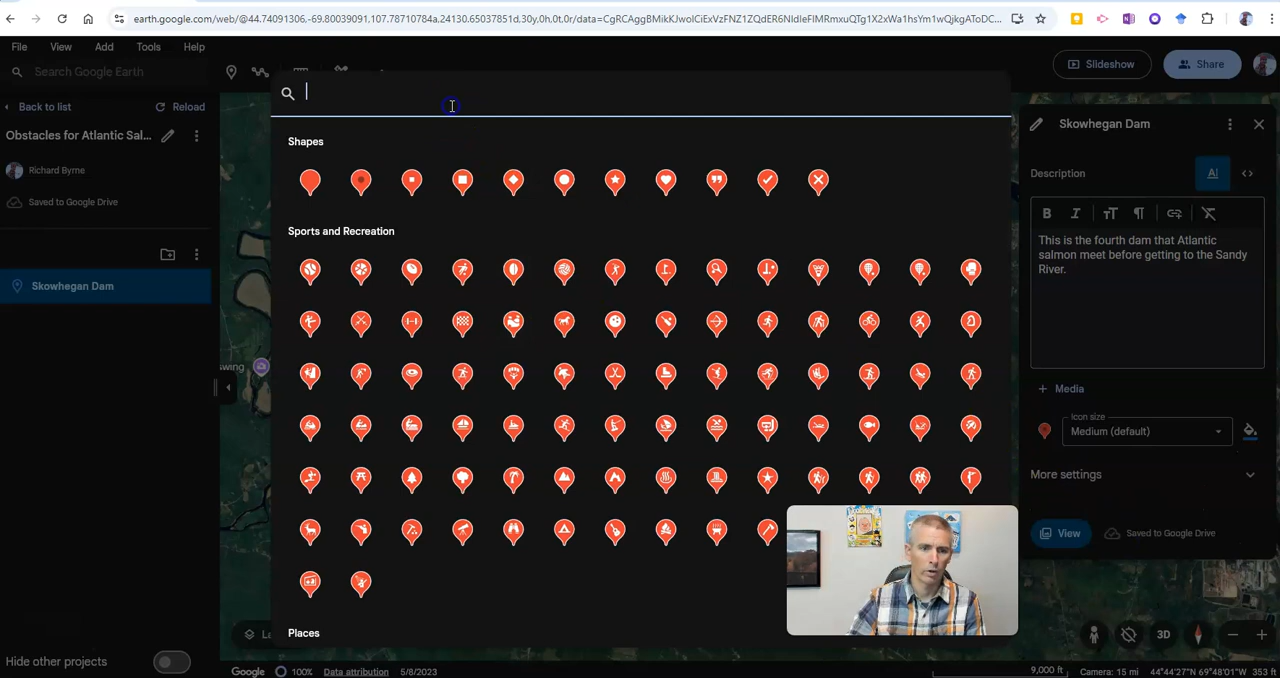 earth.google.com/web/@44.74091306,-69.80039091,107.78710784a,24130.65037851d,30y,0h,0t,0r/data=CgRCAggBMikKJwolCiExVzFNZ1ZQdER6NldIeFlMRmxuQTg1X2xWa1hsYm1wQjkgAToDC...
File View Add Tools Help
Search Google Earth
Slideshow
Share
Back to list
Reload
Obstacles for Atlantic Sal...
Richard Byrne
Saved to Google Drive
Skowhegan Dam
Hide other projects
Shapes
Sports and Recreation
Places
wing
La
Skowhegan Dam
Description
This is the fourth dam that Atlantic
salmon meet before getting to the Sandy
River.
Media
Icon size
Medium (default)
More settings
View
Saved to Google Drive
3D
Google 100% Data attribution 5/8/2023
9,000 ft
Camera: 15 mi 44°44'27"N 69°48'01"W 353 ft